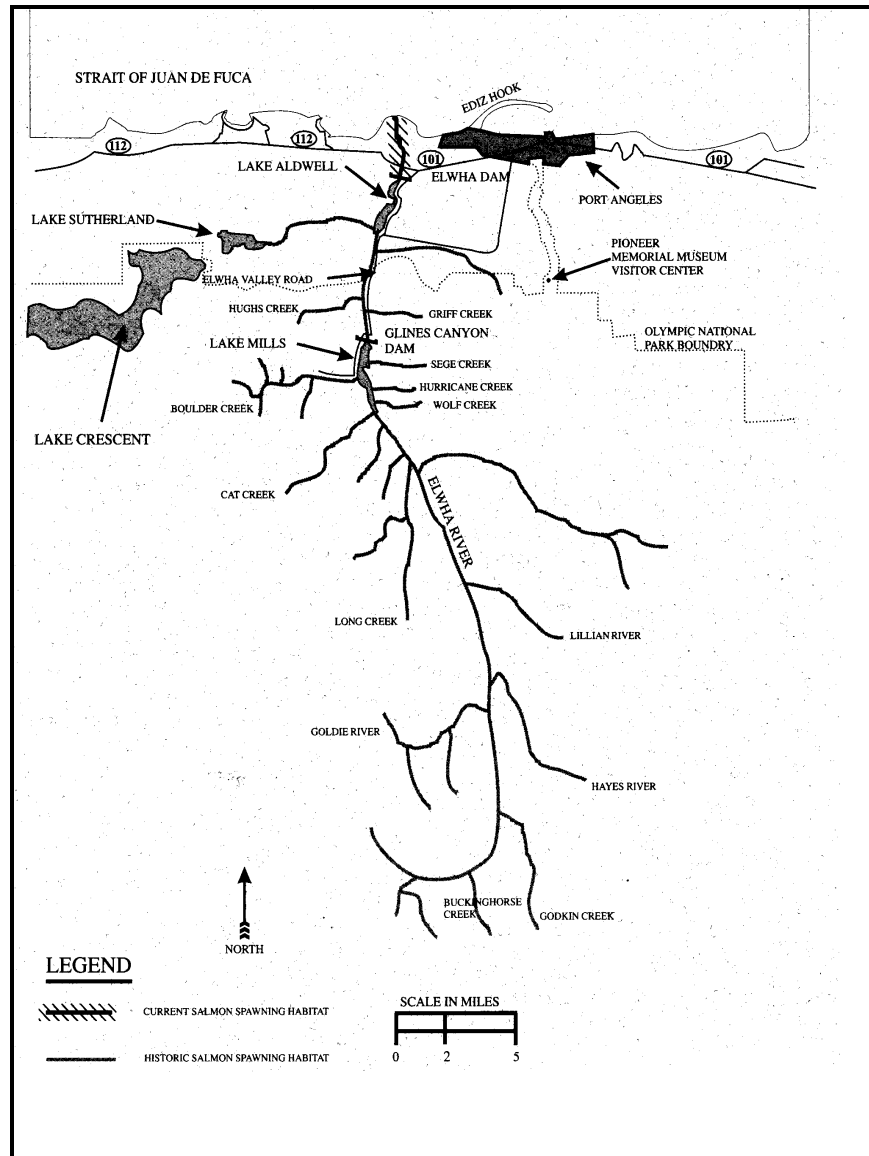 STRAIT OF JUAN DE FUCA
EDIZ HOOK
112
112
101
101
LAKE ALDWELL
ELWHA DAM
PORT ANGELES
LAKE SUTHERLAND
PIONEER
MEMORIAL MUSEUM
VISITOR CENTER
ELWHA VALLEY ROAD
HUGHS CREEK
GRIFF CREEK
GLINES CANYON
DAM
OLYMPIC NATIONAL
PARK BOUNDRY
LAKE MILLS
SEGE CREEK
HURRICANE CREEK
WOLF CREEK
BOULDER CREEK
LAKE CRESCENT
CAT CREEK
ELWHA RIVER
LONG CREEK
LILLIAN RIVER
GOLDIE RIVER
HAYES RIVER
BUCKINGHORSE
CREEK
GODKIN CREEK
NORTH
LEGEND
CURRENT SALMON SPAWNING HABITAT
HISTORIC SALMON SPAWNING HABITAT
SCALE IN MILES
0 2 5